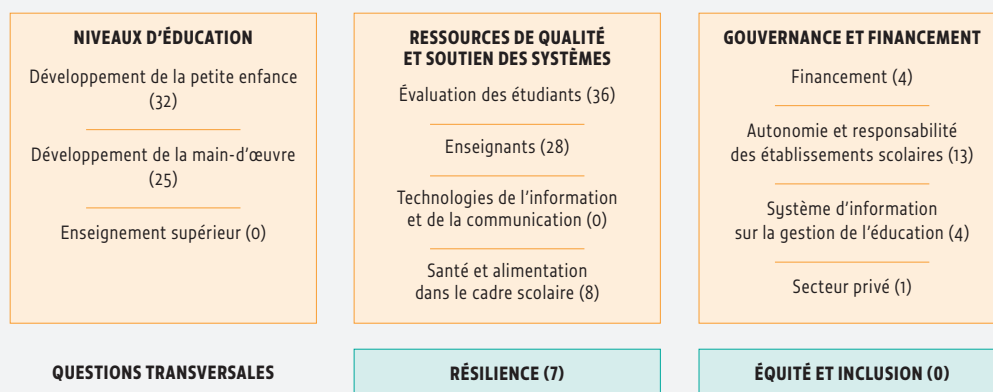 NIVEAUX D'ÉDUCATION
Développement de la petite enfance
(32)
Développement de la main-d'œuvre
(25)
Enseignement supérieur (0)
RESSOURCES DE QUALITÉ
ET SOUTIEN DES SYSTÈMES
Évaluation des étudiants (36)
Enseignants (28)
Technologies de l'information
et de la communication (0)
Santé et alimentation
dans le cadre scolaire (8)
GOUVERNANCE ET FINANCEMENT
Financement (4)
Autonomie et responsabilité
des établissements scolaires (13)
Système d'information
sur la gestion de l'éducation (4)
Secteur privé (1)
QUESTIONS TRANSVERSALES
RÉSILIENCE (7)
ÉQUITÉ ET INCLUSION (0)